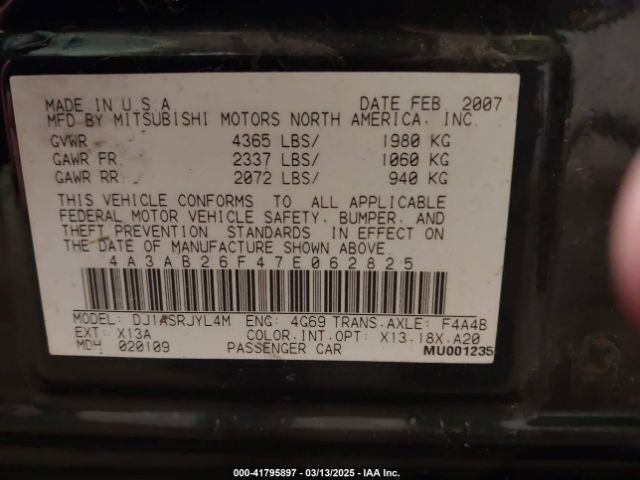 MADE IN U.S.A DATE FEB. 2007
MFD BY MITSUBISHI MOTORS NORTH AMERICA, INC.
GVWR 4365 LBS/ 1980 KG
GAWR FR. 2337 LBS/ 1060 KG
GAWR RR. 2072 LBS/ 940 KG
THIS VEHICLE CONFORMS TO ALL APPLICABLE
FEDERAL MOTOR VEHICLE SAFETY, BUMPER, AND
THEFT PREVENTION STANDARDS IN EFFECT ON
THE DATE OF MANUFACTURE SHOWN ABOVE.
4A3AB26F47E062825
MODEL: DJ1ASRJYL4M ENG: 4G69 TRANS.AXLE: F4A4B
EXT: X13A COLOR.INT.OPT: X13.18X.A20
MDH 020109 PASSENGER CAR MU001235
000-41795897 - 03/13/2025 - IAA Inc.